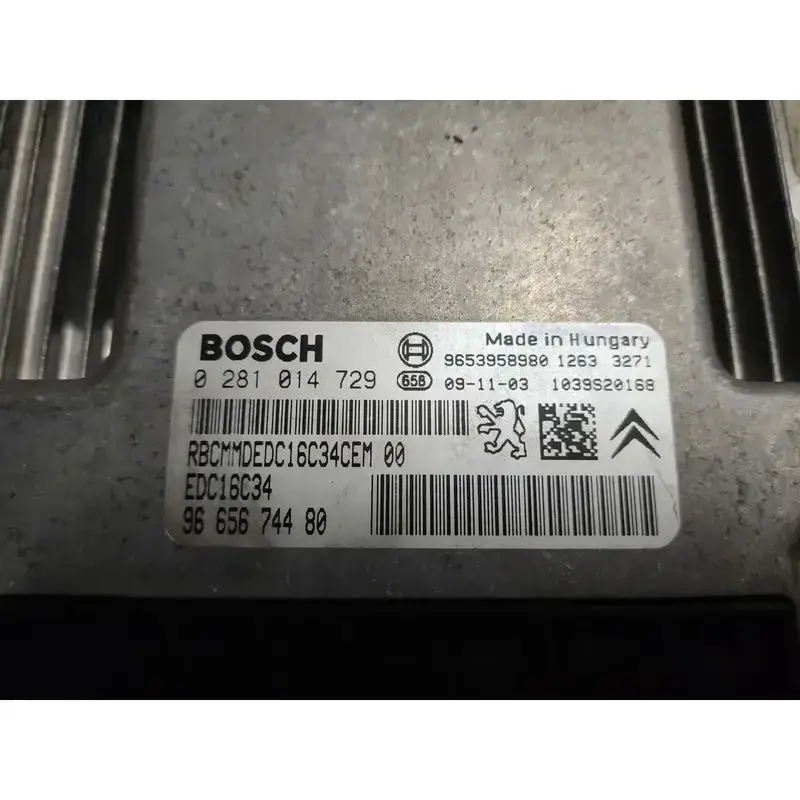 BOSCH
Made in Hungary
9653958980 1263 3271
0 281 014 729 658 09-11-03 1039S20168
RBCMMDEDC16C34CEM 00
EDC16C34
96 656 744 80